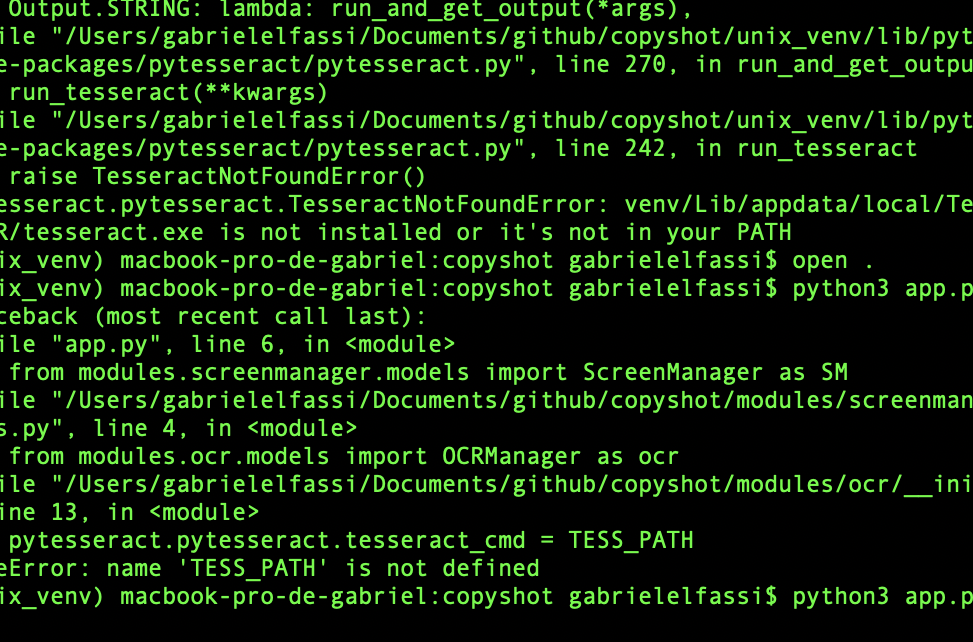 Output.STRING: lambda: run_and_get_output(*args),
ile "/Users/gabrielelfassi/Documents/github/copyshot/unix_venv/lib/pyt
e-packages/pytesseract/pytesseract.py", line 270, in run_and_get_outpu
run_tesseract(**kwargs)
ile "/Users/gabrielelfassi/Documents/github/copyshot/unix_venv/lib/pyt
e-packages/pytesseract/pytesseract.py", line 242, in run_tesseract
raise TesseractNotFoundError()
esseract.pytesseract.TesseractNotFoundError: venv/Lib/appdata/local/Te
R/tesseract.exe is not installed or it's not in your PATH
ix_venv) macbook-pro-de-gabriel:copyshot gabrielelfassi$ open .
ix_venv) macbook-pro-de-gabriel:copyshot gabrielelfassi$ python3 app.p
ceback (most recent call last):
ile "app.py", line 6, in <module>
from modules.screenmanager.models import ScreenManager as SM
ile "/Users/gabrielelfassi/Documents/github/copyshot/modules/screenman
s.py", line 4, in <module>
from modules.ocr.models import OCRManager as ocr
ile "/Users/gabrielelfassi/Documents/github/copyshot/modules/ocr/__ini
ine 13, in <module>
pytesseract.pytesseract.tesseract_cmd = TESS_PATH
eError: name 'TESS_PATH' is not defined
ix_venv) macbook-pro-de-gabriel:copyshot gabrielelfassi$ python3 app.p